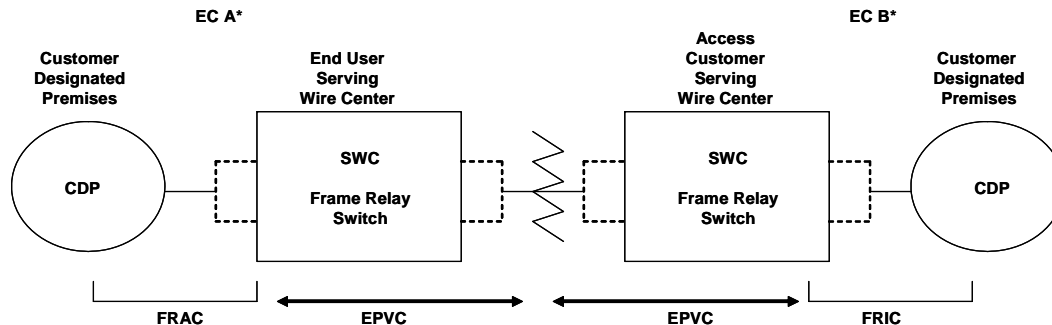 EC A*
EC B*
Customer
Designated
Premises
End User
Serving
Wire Center
Access
Customer
Serving
Wire Center
Customer
Designated
Premises
CDP
SWC
Frame Relay
Switch
SWC
Frame Relay
Switch
CDP
FRAC
EPVC
EPVC
FRIC